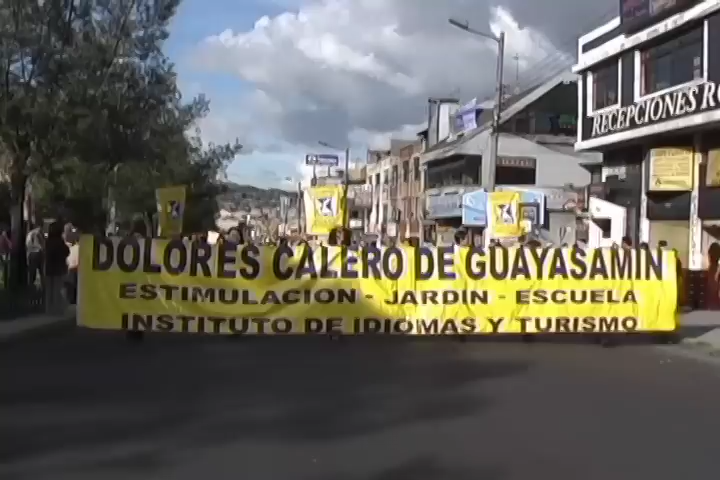 RECEPCIONES
DOLORES CALERO DE GUAYASAMIN
ESTIMULACION - JARDIN - ESCUELA
INSTITUTO DE IDIOMAS Y TURISMO